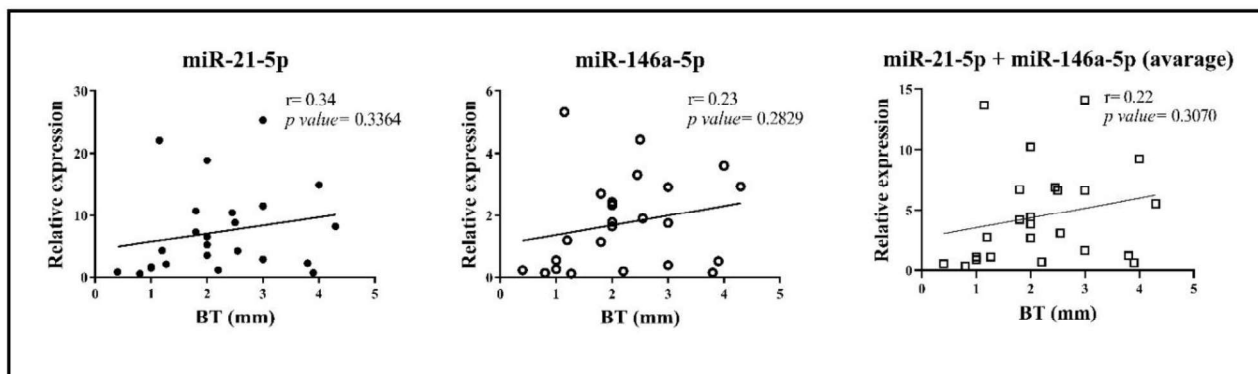 miR-21-5p
r= 0.34
p value= 0.3364
Relative expression
30
20
10
0
0
1
2
3
4
5
BT (mm)
miR-146a-5p
r= 0.23
p value= 0.2829
Relative expression
6
4
2
0
0
1
2
3
4
5
BT (mm)
miR-21-5p + miR-146a-5p (avarage)
r= 0.22
p value= 0.3070
Relative expression
15
10
5
0
0
1
2
3
4
5
BT (mm)